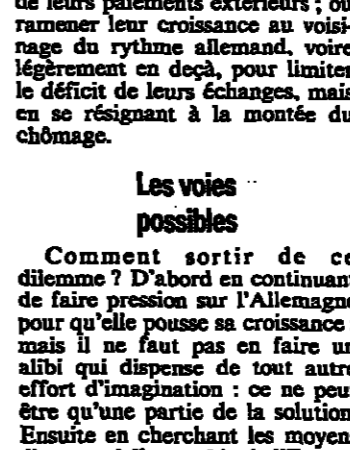 de leurs paiements extérieurs ; ou
ramener leur croissance au voisi-
nage du rythme allemand, voire
légèrement en deçà, pour limiter
le déficit de leurs échanges, mais
en se résignant à la montée du
chômage.
Les voies
possibles
Comment sortir de ce
dilemme ? D'abord en continuant
de faire pression sur l'Allemagne
pour qu'elle pousse sa croissance
mais il ne faut pas en faire un
alibi qui dispense de tout autre
effort d'imagination : ce ne peut
être qu'une partie de la solution
Ensuite en cherchant les moyens